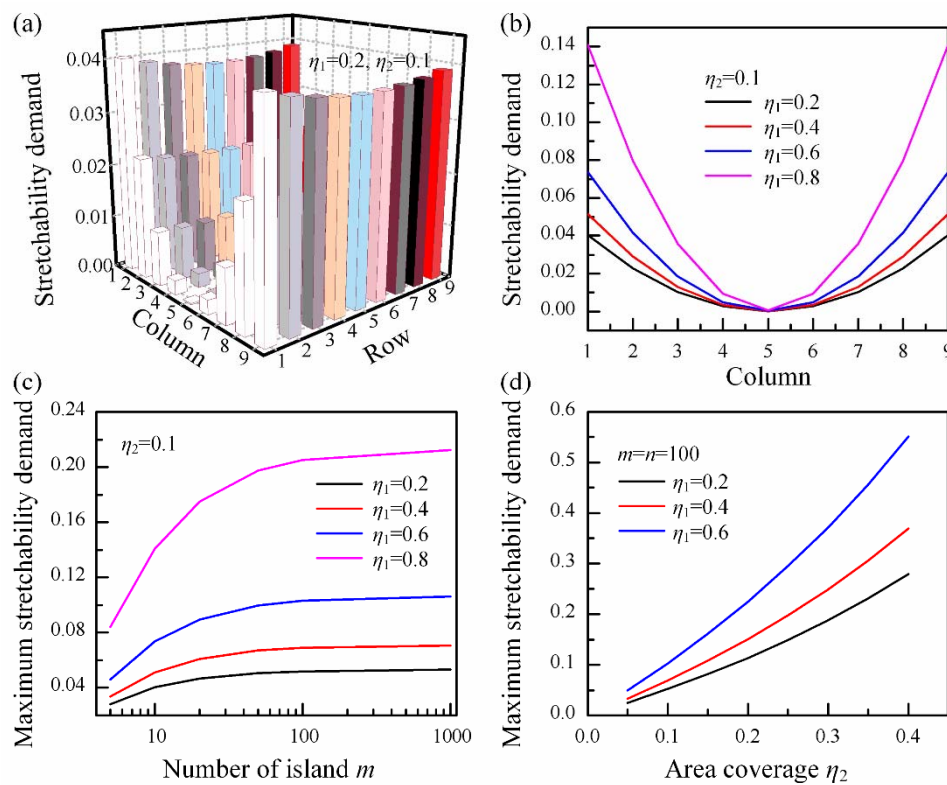 (a)
η1=0.2, η2=0.1
Stretchability demand
0.04
0.03
0.02
0.01
0.00
1 2 3 4 5 6 7 8 9
Column
1 2 3 4 5 6 7 8 9
Row
(b)
Stretchability demand
0.14
0.12
0.10
0.08
0.06
0.04
0.02
0.00
η2=0.1
η1=0.2
η1=0.4
η1=0.6
η1=0.8
1 2 3 4 5 6 7 8 9
Column
(c)
Maximum stretchability demand
0.24
0.20
0.16
0.12
0.08
0.04
η2=0.1
η1=0.2
η1=0.4
η1=0.6
η1=0.8
10 100 1000
Number of island m
(d)
Maximum stretchability demand
0.6
0.5
0.4
0.3
0.2
0.1
0.0
m=n=100
η1=0.2
η1=0.4
η1=0.6
0.0 0.1 0.2 0.3 0.4
Area coverage η2